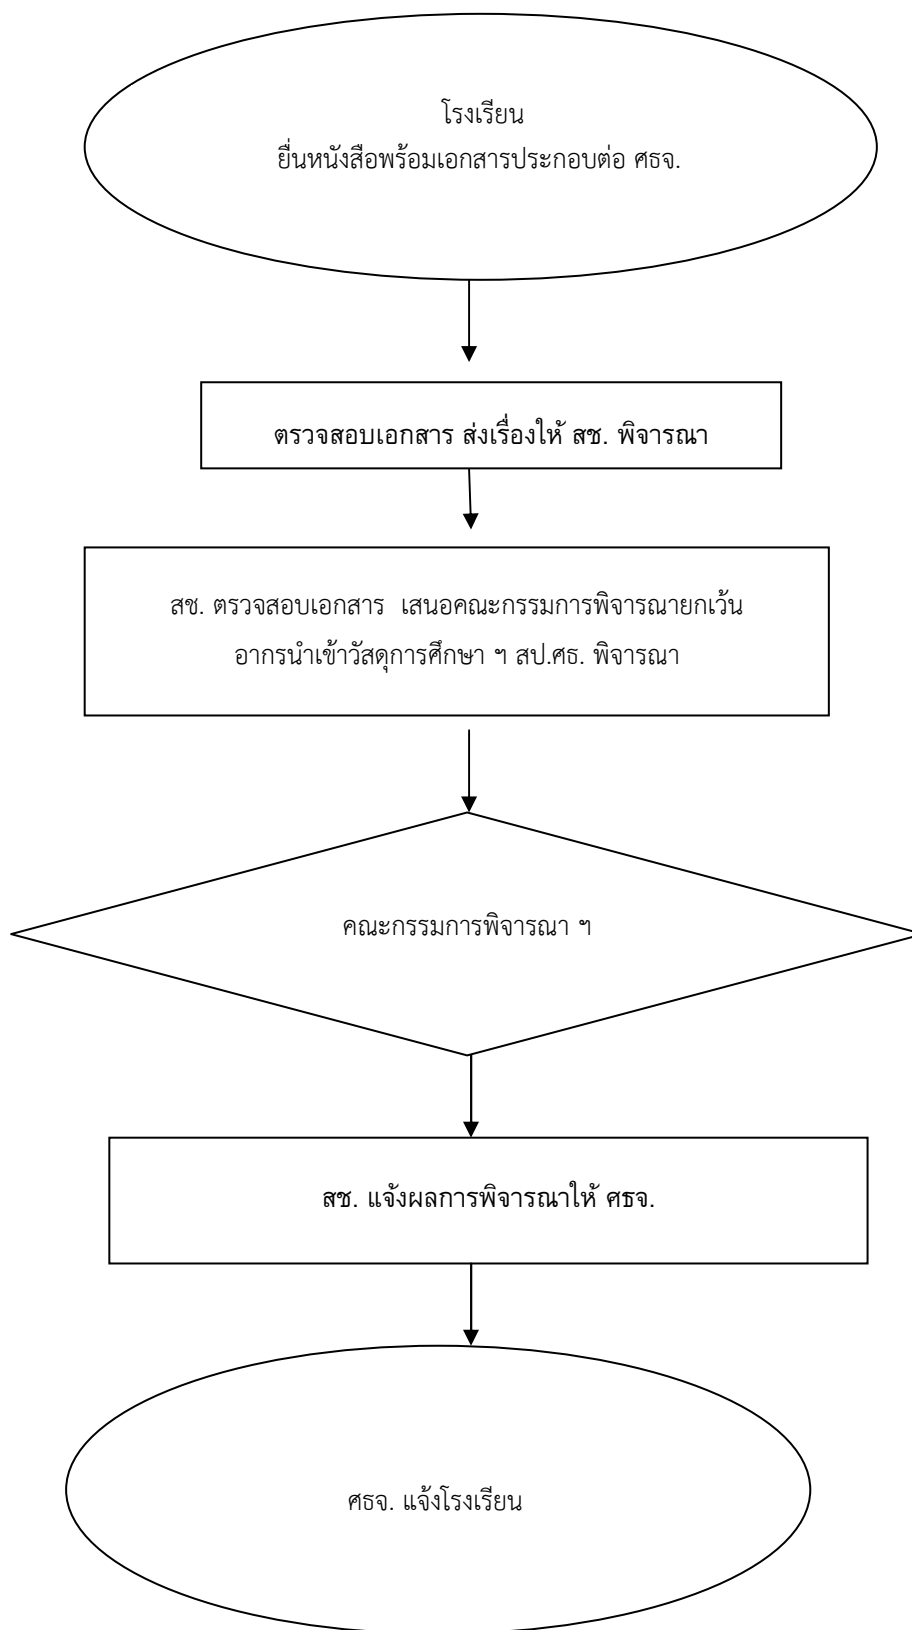 โรงเรียน
ยื่นหนังสือพร้อมเอกสารประกอบต่อ ศธจ.
ตรวจสอบเอกสาร ส่งเรื่องให้ สช. พิจารณา
สช. ตรวจสอบเอกสาร เสนอคณะกรรมการพิจารณายกเว้น
อากรนำเข้าวัสดุการศึกษา ฯ สป.ศธ. พิจารณา
คณะกรรมการพิจารณา ฯ
สช. แจ้งผลการพิจารณาให้ ศธจ.
ศธจ. แจ้งโรงเรียน